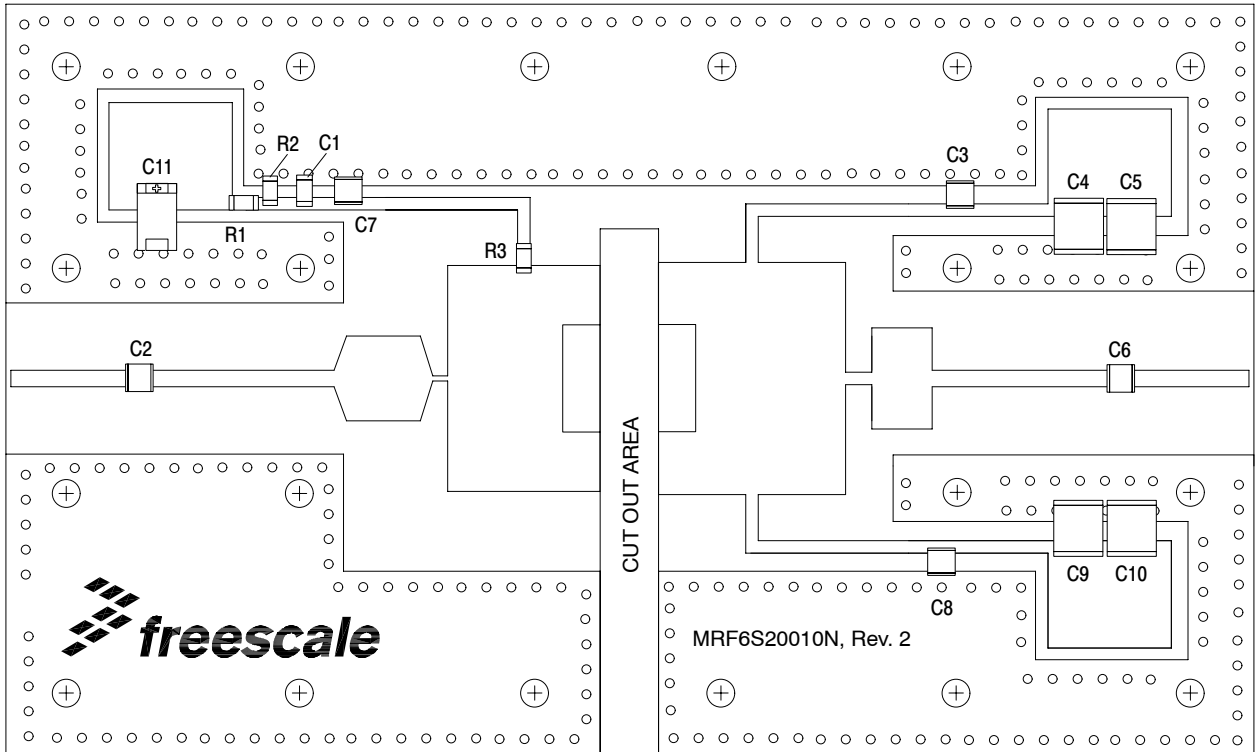 R2
C1
C11
C3
C4
C5
R1
C7
R3
C2
C6
CUT OUT AREA
C9
C10
C8
freescale
MRF6S20010N, Rev. 2